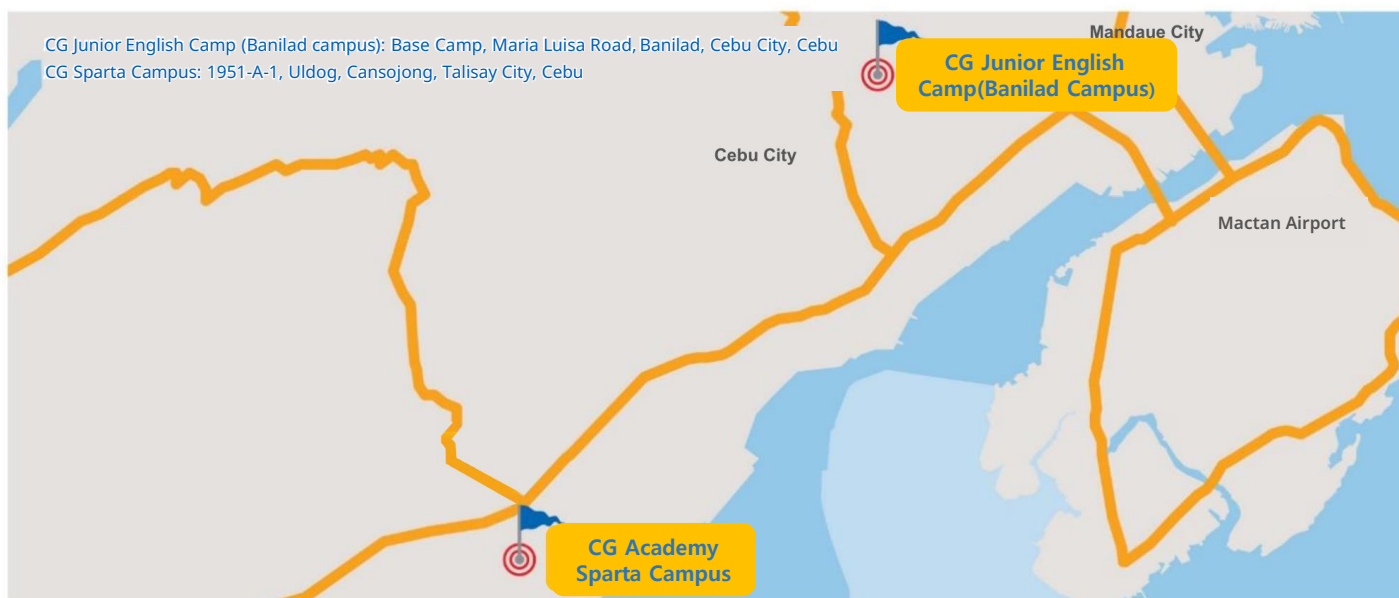 CG Junior English Camp (Banilad campus): Base Camp, Maria Luisa Road, Banilad, Cebu City, Cebu
CG Sparta Campus: 1951-A-1, Uldog, Cansojong, Talisay City, Cebu
Mandaue City
CG Junior English
Camp(Banilad Campus)
Cebu City
Mactan Airport
CG Academy
Sparta Campus